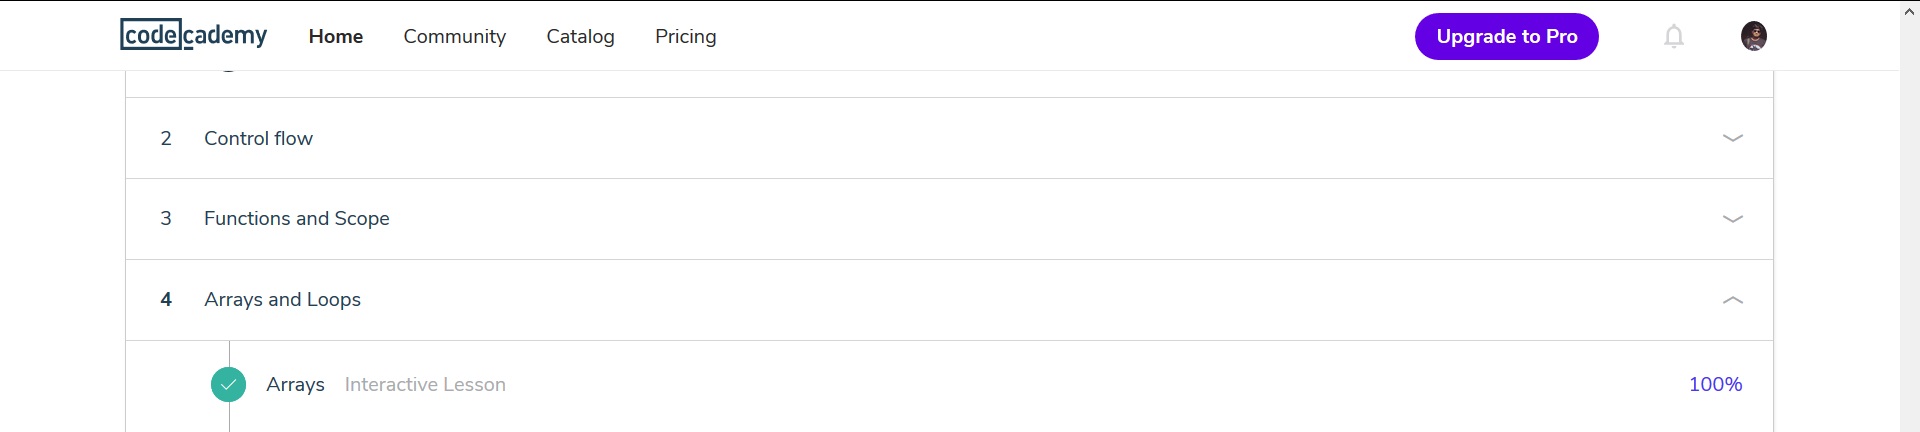 codecademy Home Community Catalog Pricing Upgrade to Pro
2 Control flow
3 Functions and Scope
4 Arrays and Loops
Arrays Interactive Lesson 100%